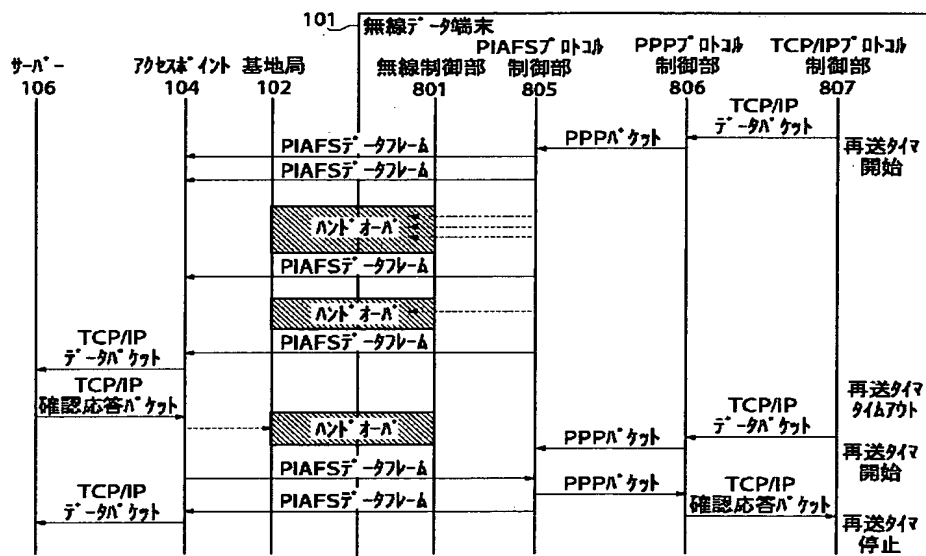 101
無線データ端末
PIAFSプロトコル
制御部
805
PPPプロトコル
制御部
806
TCP/IPプロトコル
制御部
807
サーバー
106
アクセスポイント
104
基地局
102
無線制御部
801
TCP/IP
データパケット
PPPパケット
再送タイマ
開始
PIAFSデータフレーム
PIAFSデータフレーム
ハンドオーバ
PIAFSデータフレーム
ハンドオーバ
PIAFSデータフレーム
TCP/IP
データパケット
TCP/IP
確認応答パケット
ハンドオーバ
再送タイマ
タイムアウト
TCP/IP
データパケット
PPPパケット
再送タイマ
開始
PIAFSデータフレーム
PPPパケット
TCP/IP
確認応答パケット
PIAFSデータフレーム
TCP/IP
データパケット
再送タイマ
停止